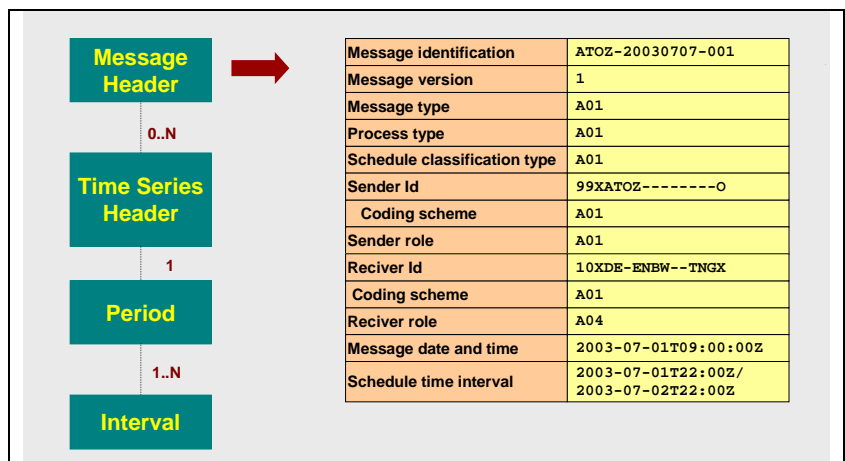 Message
Header
0..N
Time Series
Header
1
Period
1..N
Interval
Message identification ATOZ-20030707-001
Message version 1
Message type A01
Process type A01
Schedule classification type A01
Sender Id 99XATOZ--------O
Coding scheme A01
Sender role A01
Reciver Id 10XDE-ENBW--TNGX
Coding scheme A01
Reciver role A04
Message date and time 2003-07-01T09:00:00Z
Schedule time interval 2003-07-01T22:00Z/
2003-07-02T22:00Z